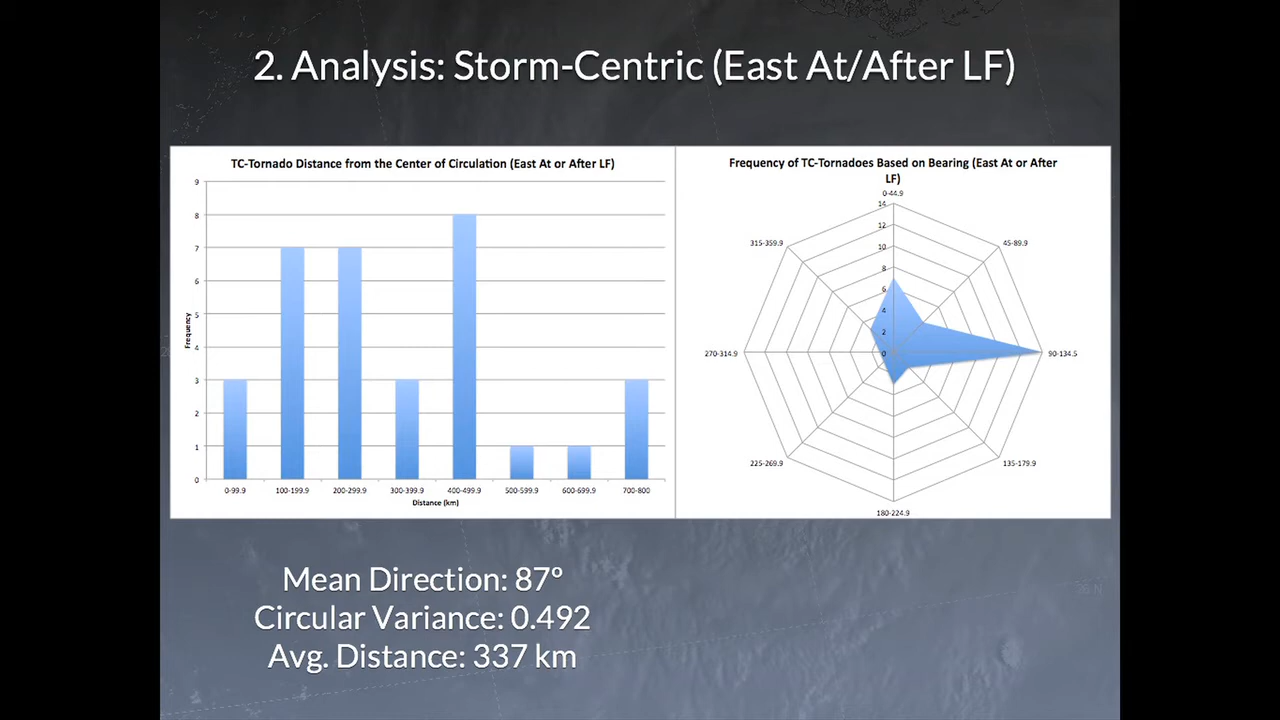 2. Analysis: Storm-Centric (East At/After LF)
TC-Tornado Distance from the Center of Circulation (East At or After LF)
9
8
7
6
5
4
3
2
1
0
Frequency
0-99.9 100-199.9 200-299.9 300-399.9 400-499.9 500-599.9 600-699.9 700-800
Distance (km)
Frequency of TC-Tornadoes Based on Bearing (East At or After
LF)
0-44.9
14
12
10
8
6
4
2
0
45-89.9
90-134.5
135-179.9
180-224.9
225-269.9
270-314.9
315-359.9
Mean Direction: 87º
Circular Variance: 0.492
Avg. Distance: 337 km